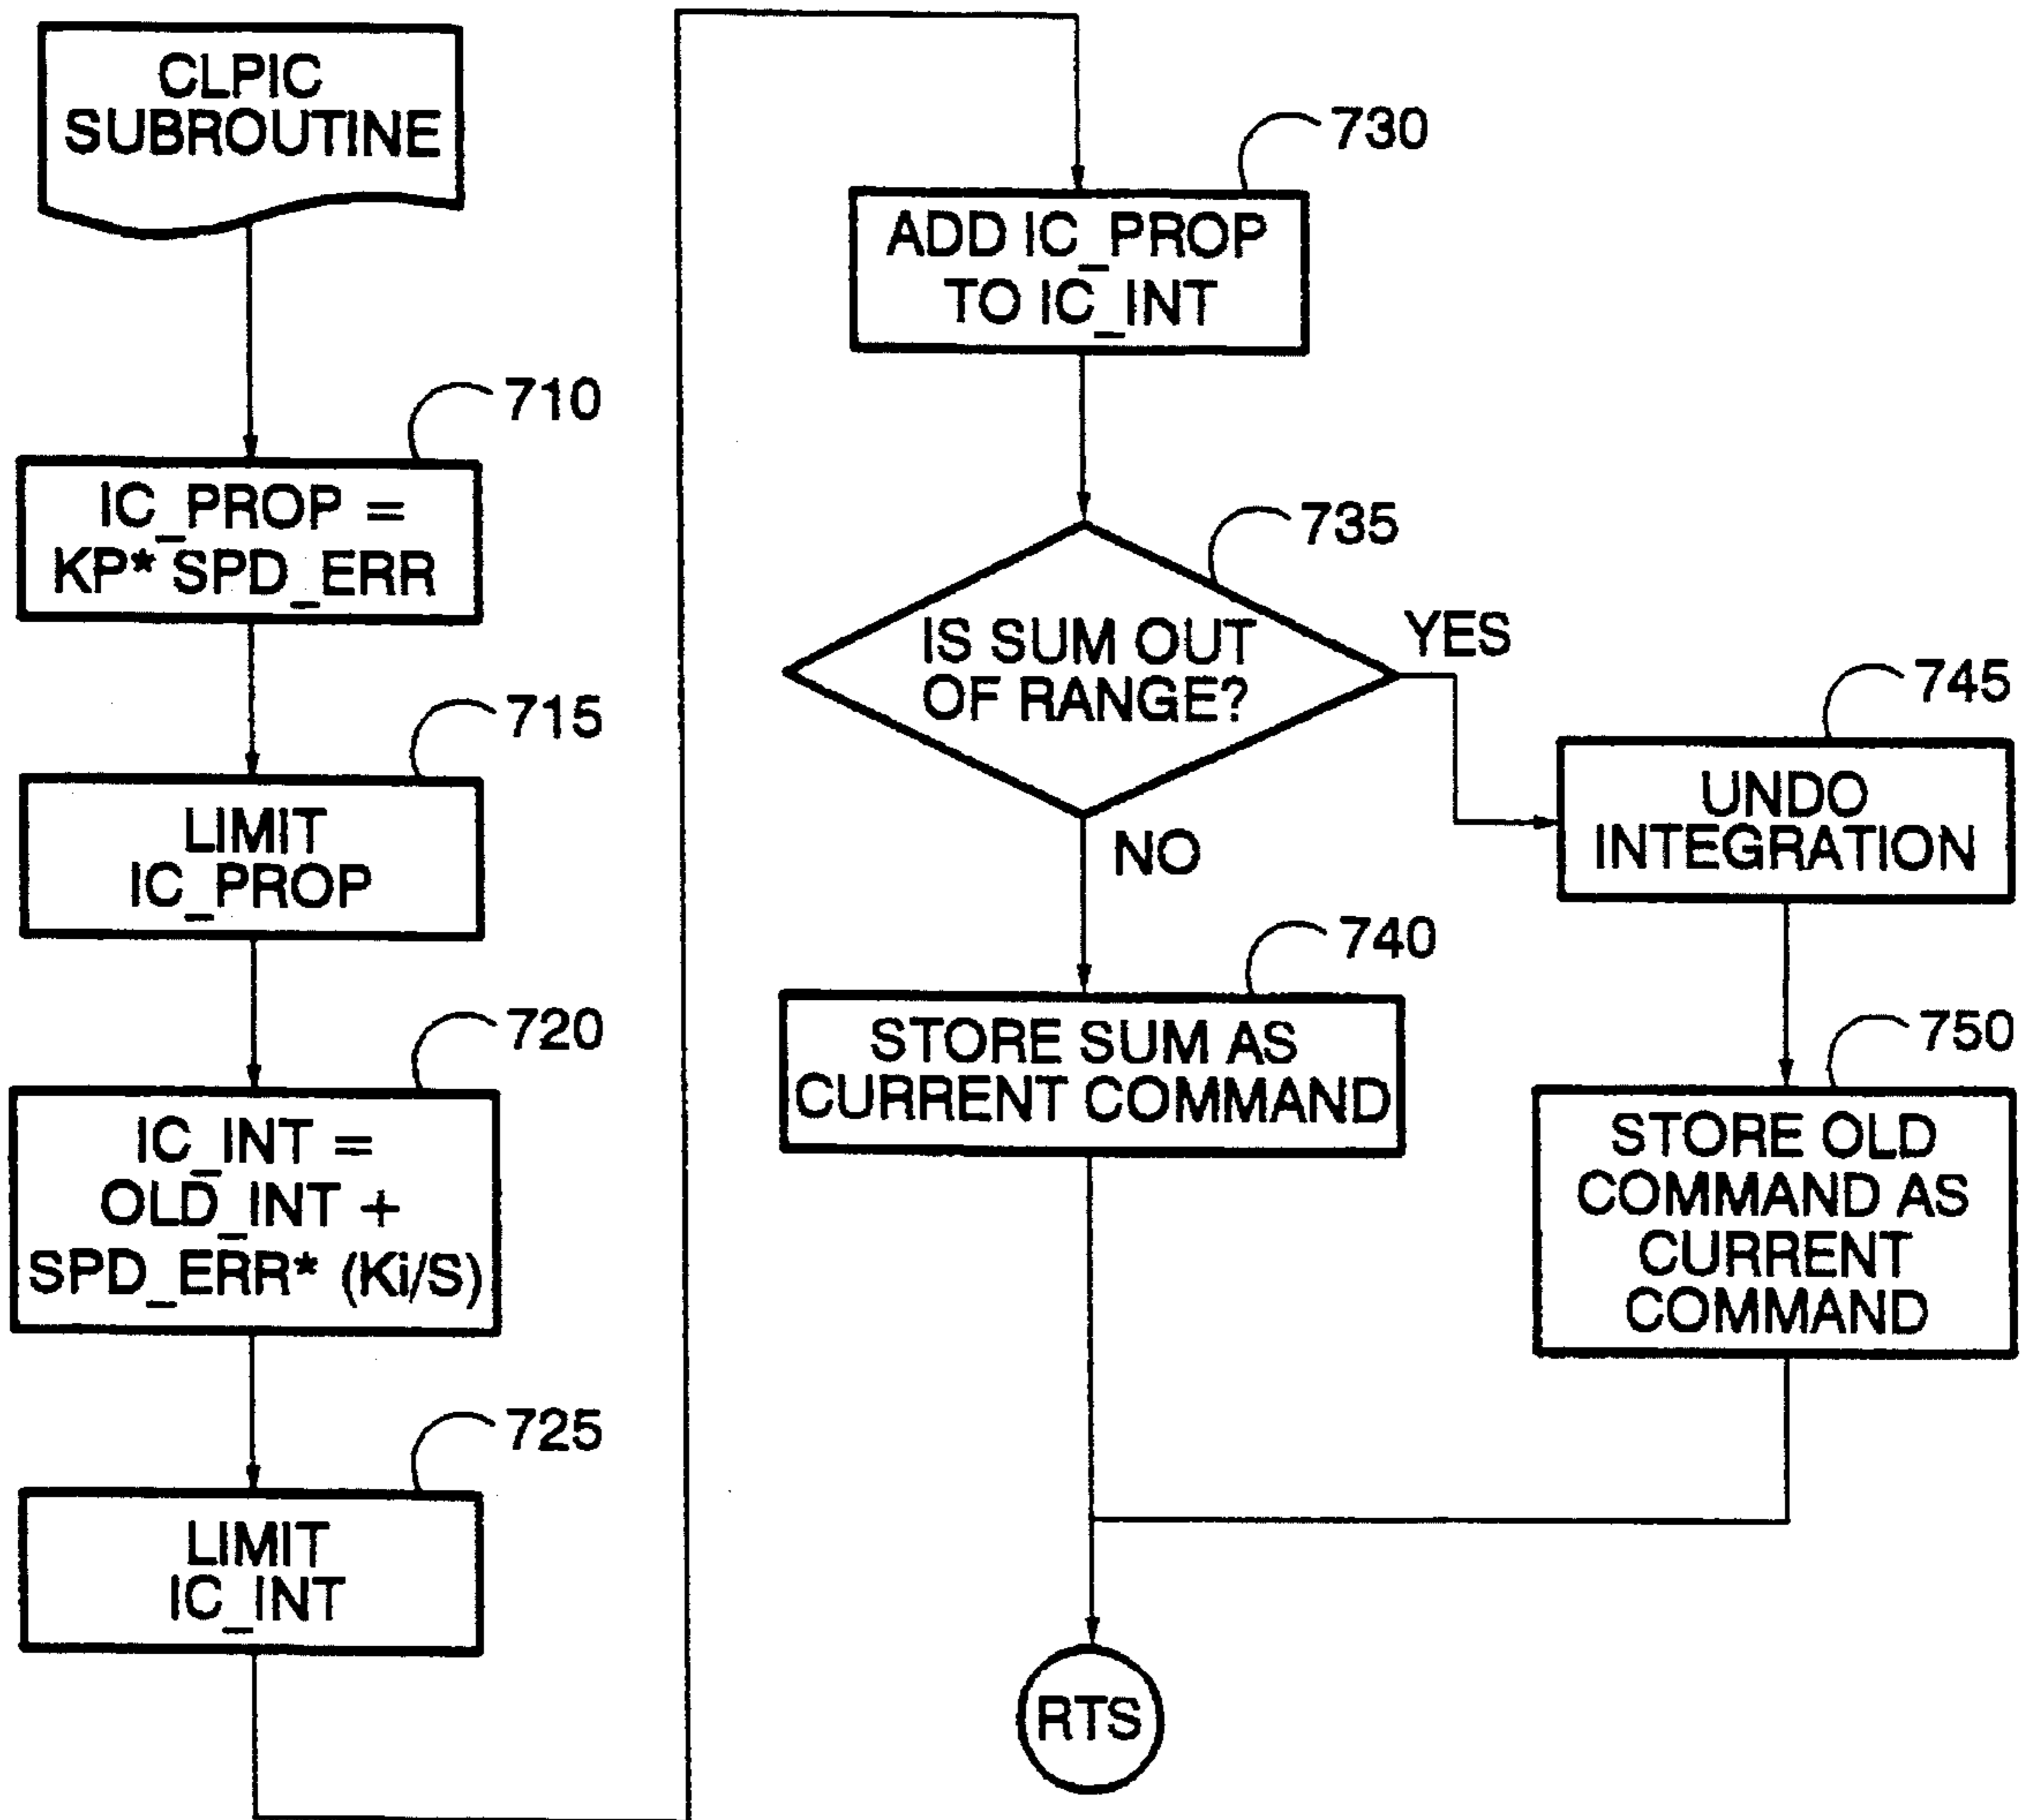 CLPIC
SUBROUTINE
710
IC_PROP =
KP* SPD_ERR
715
LIMIT
IC_PROP
720
IC_INT =
OLD_INT +
SPD_ERR* (Ki/S)
725
LIMIT
IC_INT
730
ADD IC_PROP
TO IC_INT
735
IS SUM OUT
OF RANGE?
YES
NO
740
STORE SUM AS
CURRENT COMMAND
745
UNDO
INTEGRATION
750
STORE OLD
COMMAND AS
CURRENT
COMMAND
RTS